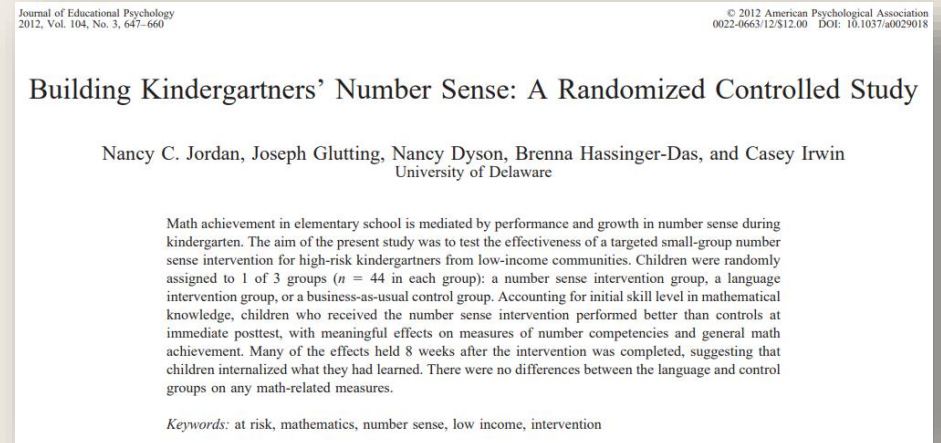 Journal of Educational Psychology
2012, Vol. 104, No. 3, 647–660
© 2012 American Psychological Association
0022-0663/12/$12.00 DOI: 10.1037/a0029018
Building Kindergartners’ Number Sense: A Randomized Controlled Study
Nancy C. Jordan, Joseph Glutting, Nancy Dyson, Brenna Hassinger-Das, and Casey Irwin
University of Delaware
Math achievement in elementary school is mediated by performance and growth in number sense during
kindergarten. The aim of the present study was to test the effectiveness of a targeted small-group number
sense intervention for high-risk kindergartners from low-income communities. Children were randomly
assigned to 1 of 3 groups (n = 44 in each group): a number sense intervention group, a language
intervention group, or a business-as-usual control group. Accounting for initial skill level in mathematical
knowledge, children who received the number sense intervention performed better than controls at
immediate posttest, with meaningful effects on measures of number competencies and general math
achievement. Many of the effects held 8 weeks after the intervention was completed, suggesting that
children internalized what they had learned. There were no differences between the language and control
groups on any math-related measures.
Keywords: at risk, mathematics, number sense, low income, intervention